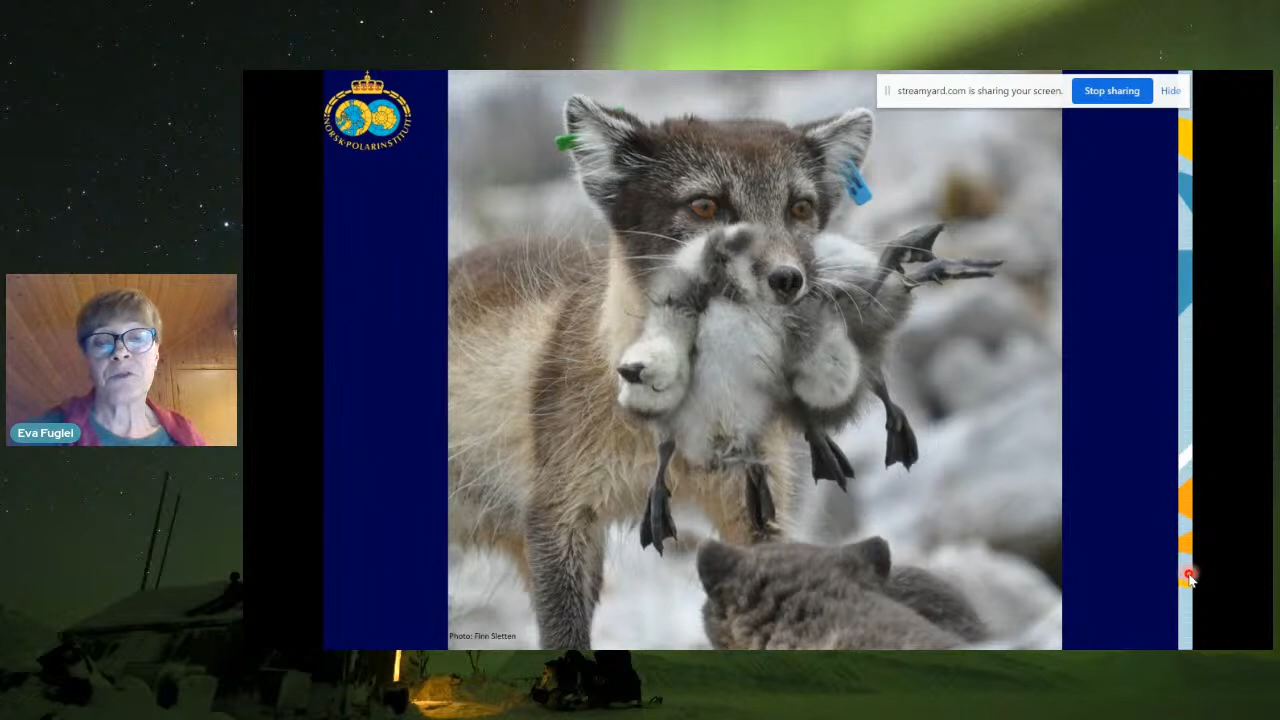 NORSK·POLARINSTITUTT
streamyard.com is sharing your screen.
Stop sharing
Hide
Eva Fuglei
Photo: Finn Sletten